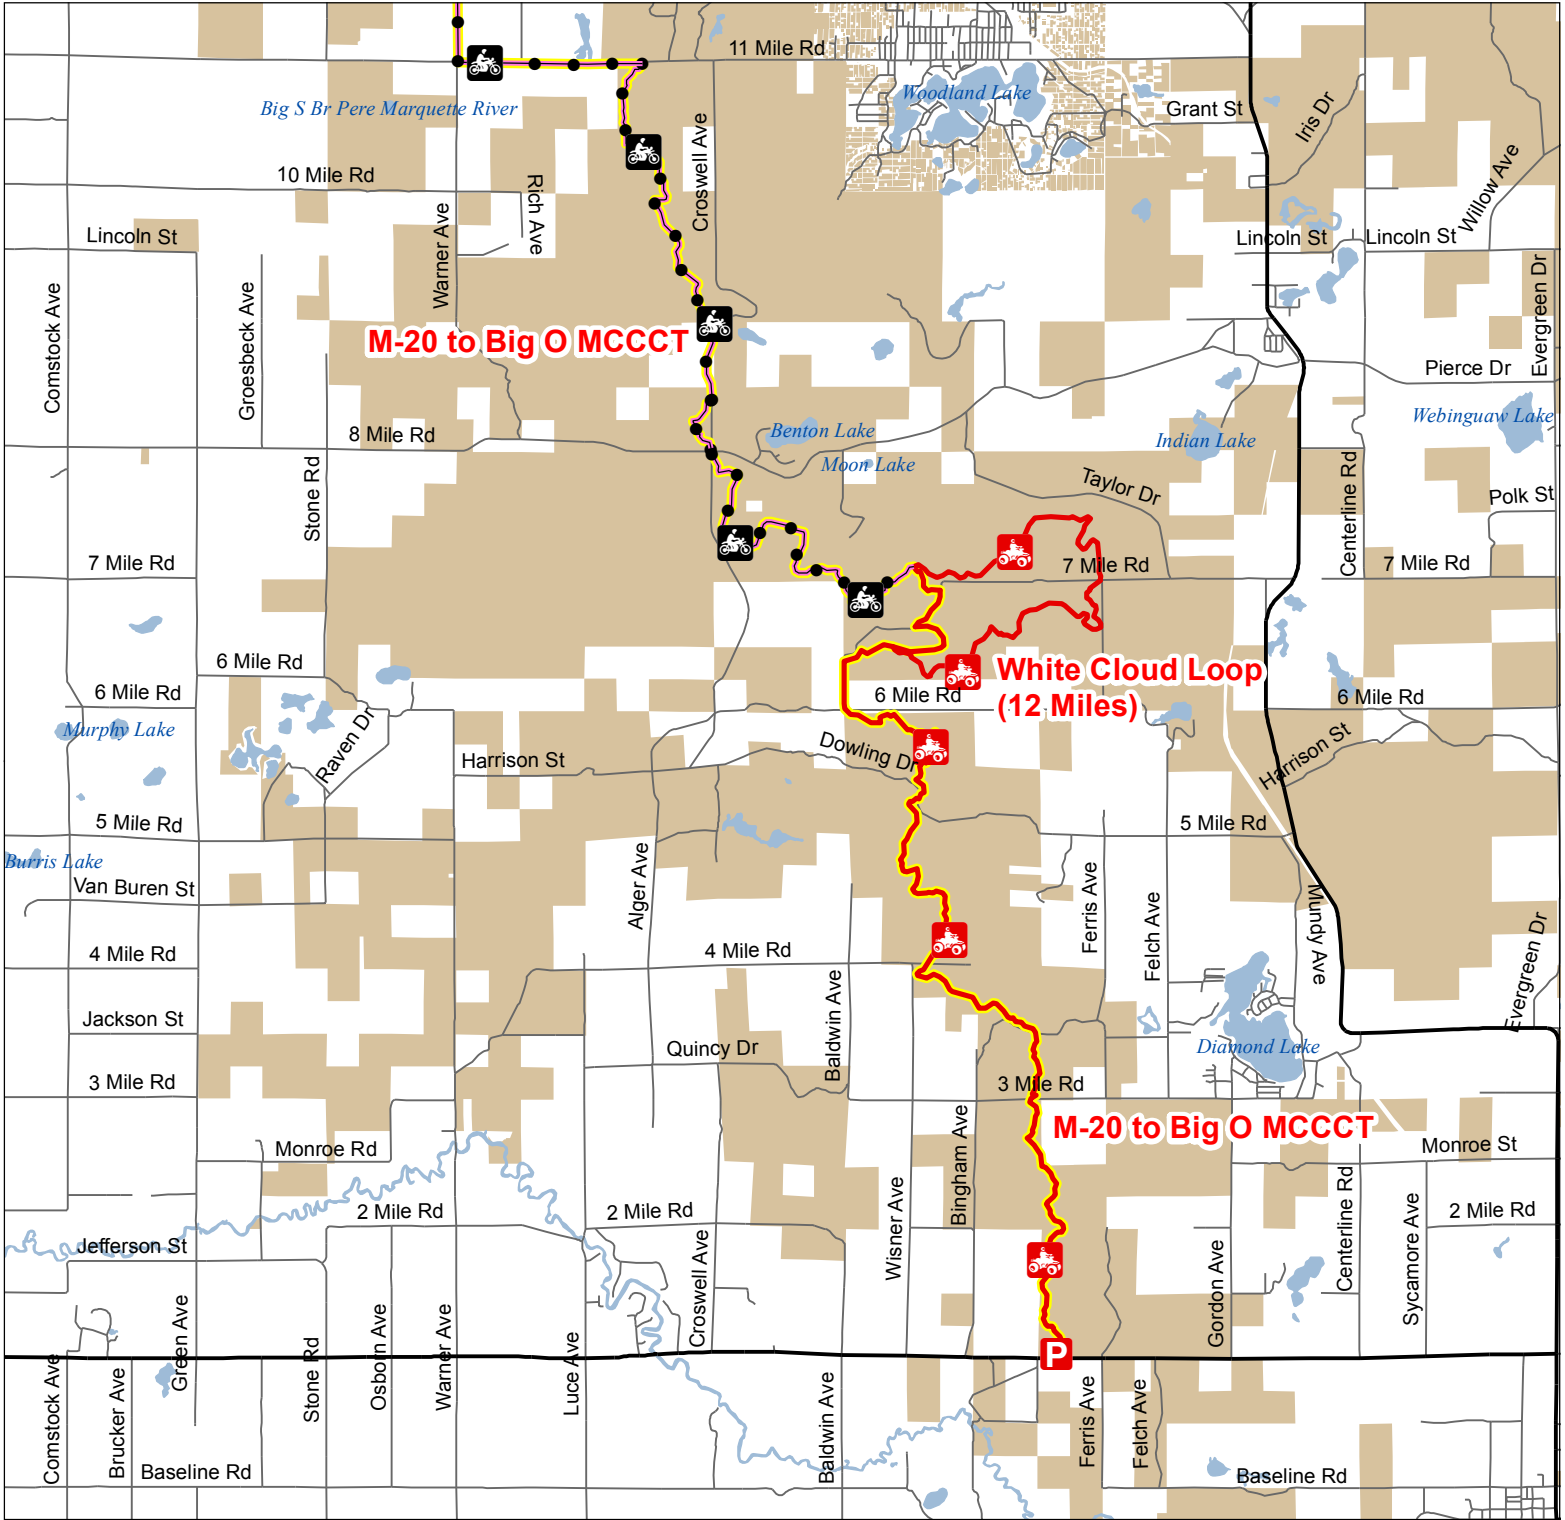 11 Mile Rd
Woodland Lake
Big S Br Pere Marquette River
Grant St
Iris Dr
Croswell Ave
Willow Ave
10 Mile Rd
Rich Ave
Warner Ave
Lincoln St
Lincoln St
Lincoln St
Evergreen Dr
Comstock Ave
Groesbeck Ave
M-20 to Big O MCCCT
Pierce Dr
Webinguaw Lake
8 Mile Rd
Benton Lake
Indian Lake
Moon Lake
Stone Rd
Taylor Dr
Centerline Rd
Polk St
7 Mile Rd
7 Mile Rd
7 Mile Rd
6 Mile Rd
White Cloud Loop
(12 Miles)
6 Mile Rd
6 Mile Rd
6 Mile Rd
Murphy Lake
Raven Dr
Harrison St
Dowling Dr
Harrison St
5 Mile Rd
5 Mile Rd
Burris Lake
Van Buren St
Alger Ave
Ferris Ave
Felch Ave
Mundy Ave
4 Mile Rd
4 Mile Rd
Evergreen Dr
Baldwin Ave
Jackson St
Quincy Dr
Diamond Lake
3 Mile Rd
3 Mile Rd
M-20 to Big O MCCCT
Monroe Rd
Monroe St
Bingham Ave
Wisner Ave
Centerline Rd
Sycamore Ave
2 Mile Rd
2 Mile Rd
2 Mile Rd
Jefferson St
Croswell Ave
Gordon Ave
Green Ave
Stone Rd
Osborn Ave
Warner Ave
Luce Ave
P
Comstock Ave
Brucker Ave
Baldwin Ave
Ferris Ave
Felch Ave
Baseline Rd
Baseline Rd